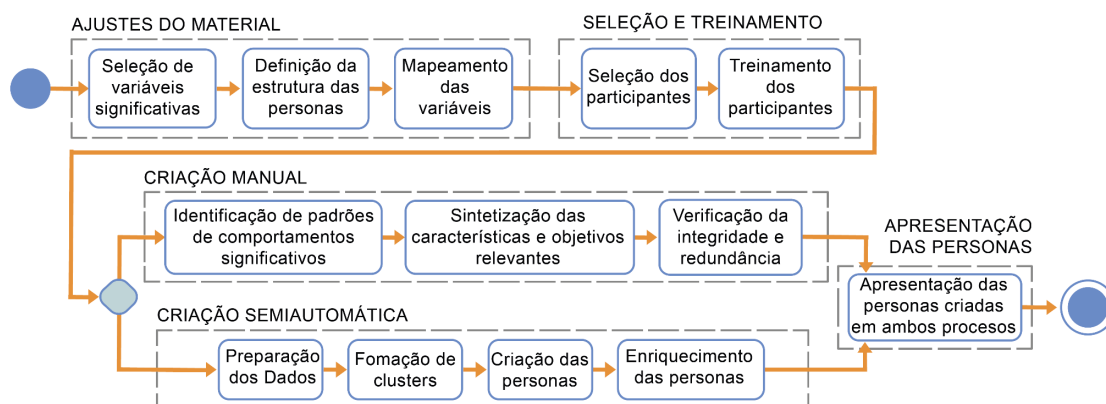 AJUSTES DO MATERIAL
Seleção de
variáveis
significativas
Definição da
estrutura das
personas
Mapeamento
das
variáveis
SELEÇÃO E TREINAMENTO
Seleção dos
participantes
Treinamento
dos
participantes
CRIAÇÃO MANUAL
Identificação de padrões
de comportamentos
significativos
Sintetização das
características e objetivos
relevantes
Verificação da
integridade e
redundância
CRIAÇÃO SEMIAUTOMÁTICA
Preparação
dos Dados
Fomação de
clusters
Criação das
personas
Enriquecimento
das personas
APRESENTAÇÃO
DAS PERSONAS
Apresentação das
personas criadas
em ambos procesos